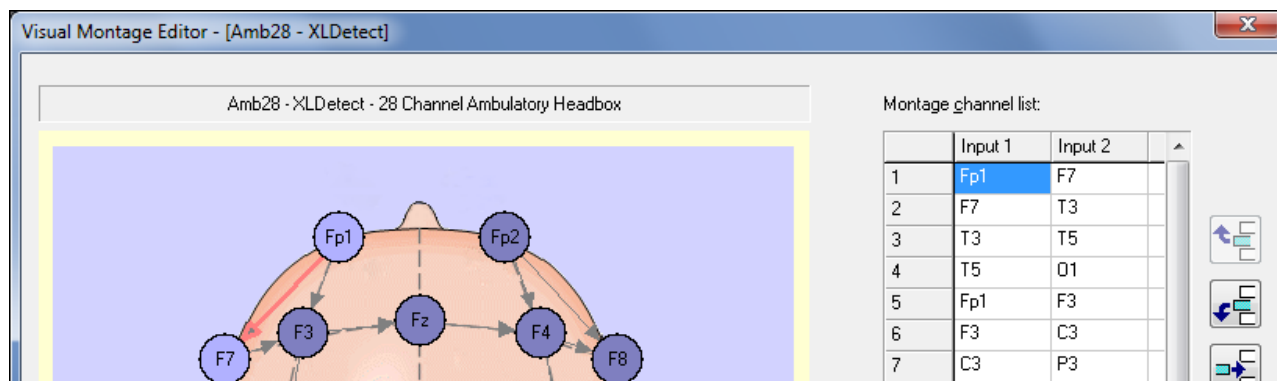 Visual Montage Editor - [Amb28 - XLDetect]
Amb28 - XLDetect - 28 Channel Ambulatory Headbox
Montage channel list:
Input 1 Input 2
1 Fp1 F7
2 F7 T3
3 T3 T5
4 T5 O1
5 Fp1 F3
6 F3 C3
7 C3 P3
Fp1 Fp2
F3 Fz F4
F7 F8